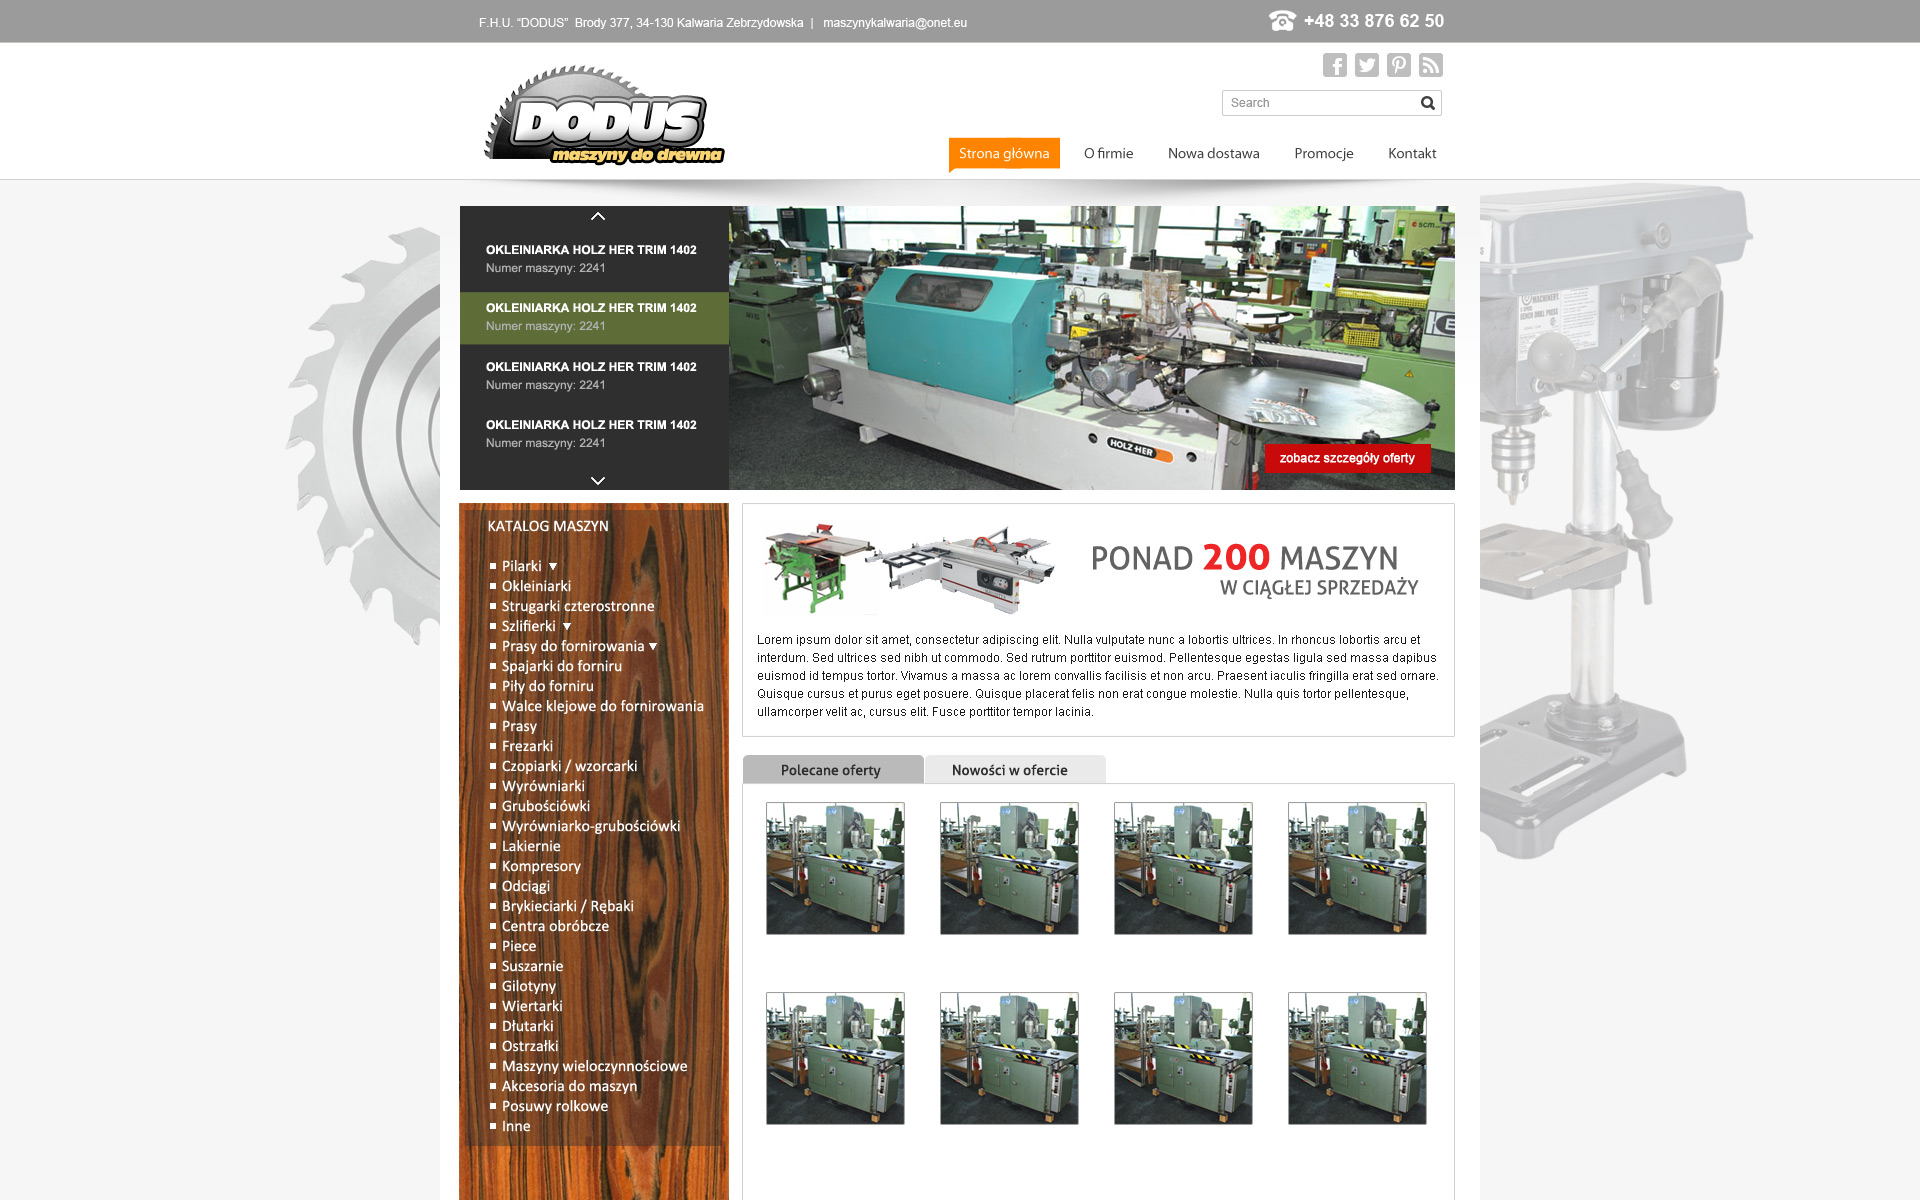 F.H.U. "DODUS" Brody 377, 34-130 Kalwaria Zebrzydowska | maszynykalwaria@onet.eu
+48 33 876 62 50
DODUS
maszyny do drewna
Search
Strona główna O firmie Nowa dostawa Promocje Kontakt
OKLEINIARKA HOLZ HER TRIM 1402
Numer maszyny: 2241
OKLEINIARKA HOLZ HER TRIM 1402
Numer maszyny: 2241
OKLEINIARKA HOLZ HER TRIM 1402
Numer maszyny: 2241
OKLEINIARKA HOLZ HER TRIM 1402
Numer maszyny: 2241
scm
HOLZ-HER
zobacz szczegóły oferty
KATALOG MASZYN
Pilarki
Okleiniarki
Strugarki czterostronne
Szlifierki
Prasy do fornirowania
Spajarki do forniru
Piły do forniru
Walce klejowe do fornirowania
Prasy
Frezarki
Czopiarki / wzorcarki
Wyrówniarki
Grubościówki
Wyrówniarko-grubościówki
Lakiernie
Kompresory
Odciągi
Brykieciarki / Rębaki
Centra obróbcze
Piece
Suszarnie
Gilotyny
Wiertarki
Dłutarki
Ostrzałki
Maszyny wieloczynnościowe
Akcesoria do maszyn
Posuwy rolkowe
Inne
PONAD 200 MASZYN
W CIĄGŁEJ SPRZEDAŻY
Lorem ipsum dolor sit amet, consectetur adipiscing elit. Nulla vulputate nunc a lobortis ultrices. In rhoncus lobortis arcu et
interdum. Sed ultrices sed nibh ut commodo. Sed rutrum porttitor euismod. Pellentesque egestas ligula sed massa dapibus
euismod id tempus tortor. Vivamus a massa ac lorem convallis facilisis et non arcu. Praesent iaculis fringilla erat sed ornare.
Quisque cursus et purus eget posuere. Quisque placerat felis non erat congue molestie. Nulla quis tortor pellentesque,
ullamcorper velit ac, cursus elit. Fusce porttitor tempor lacinia.
Polecane oferty Nowości w ofercie